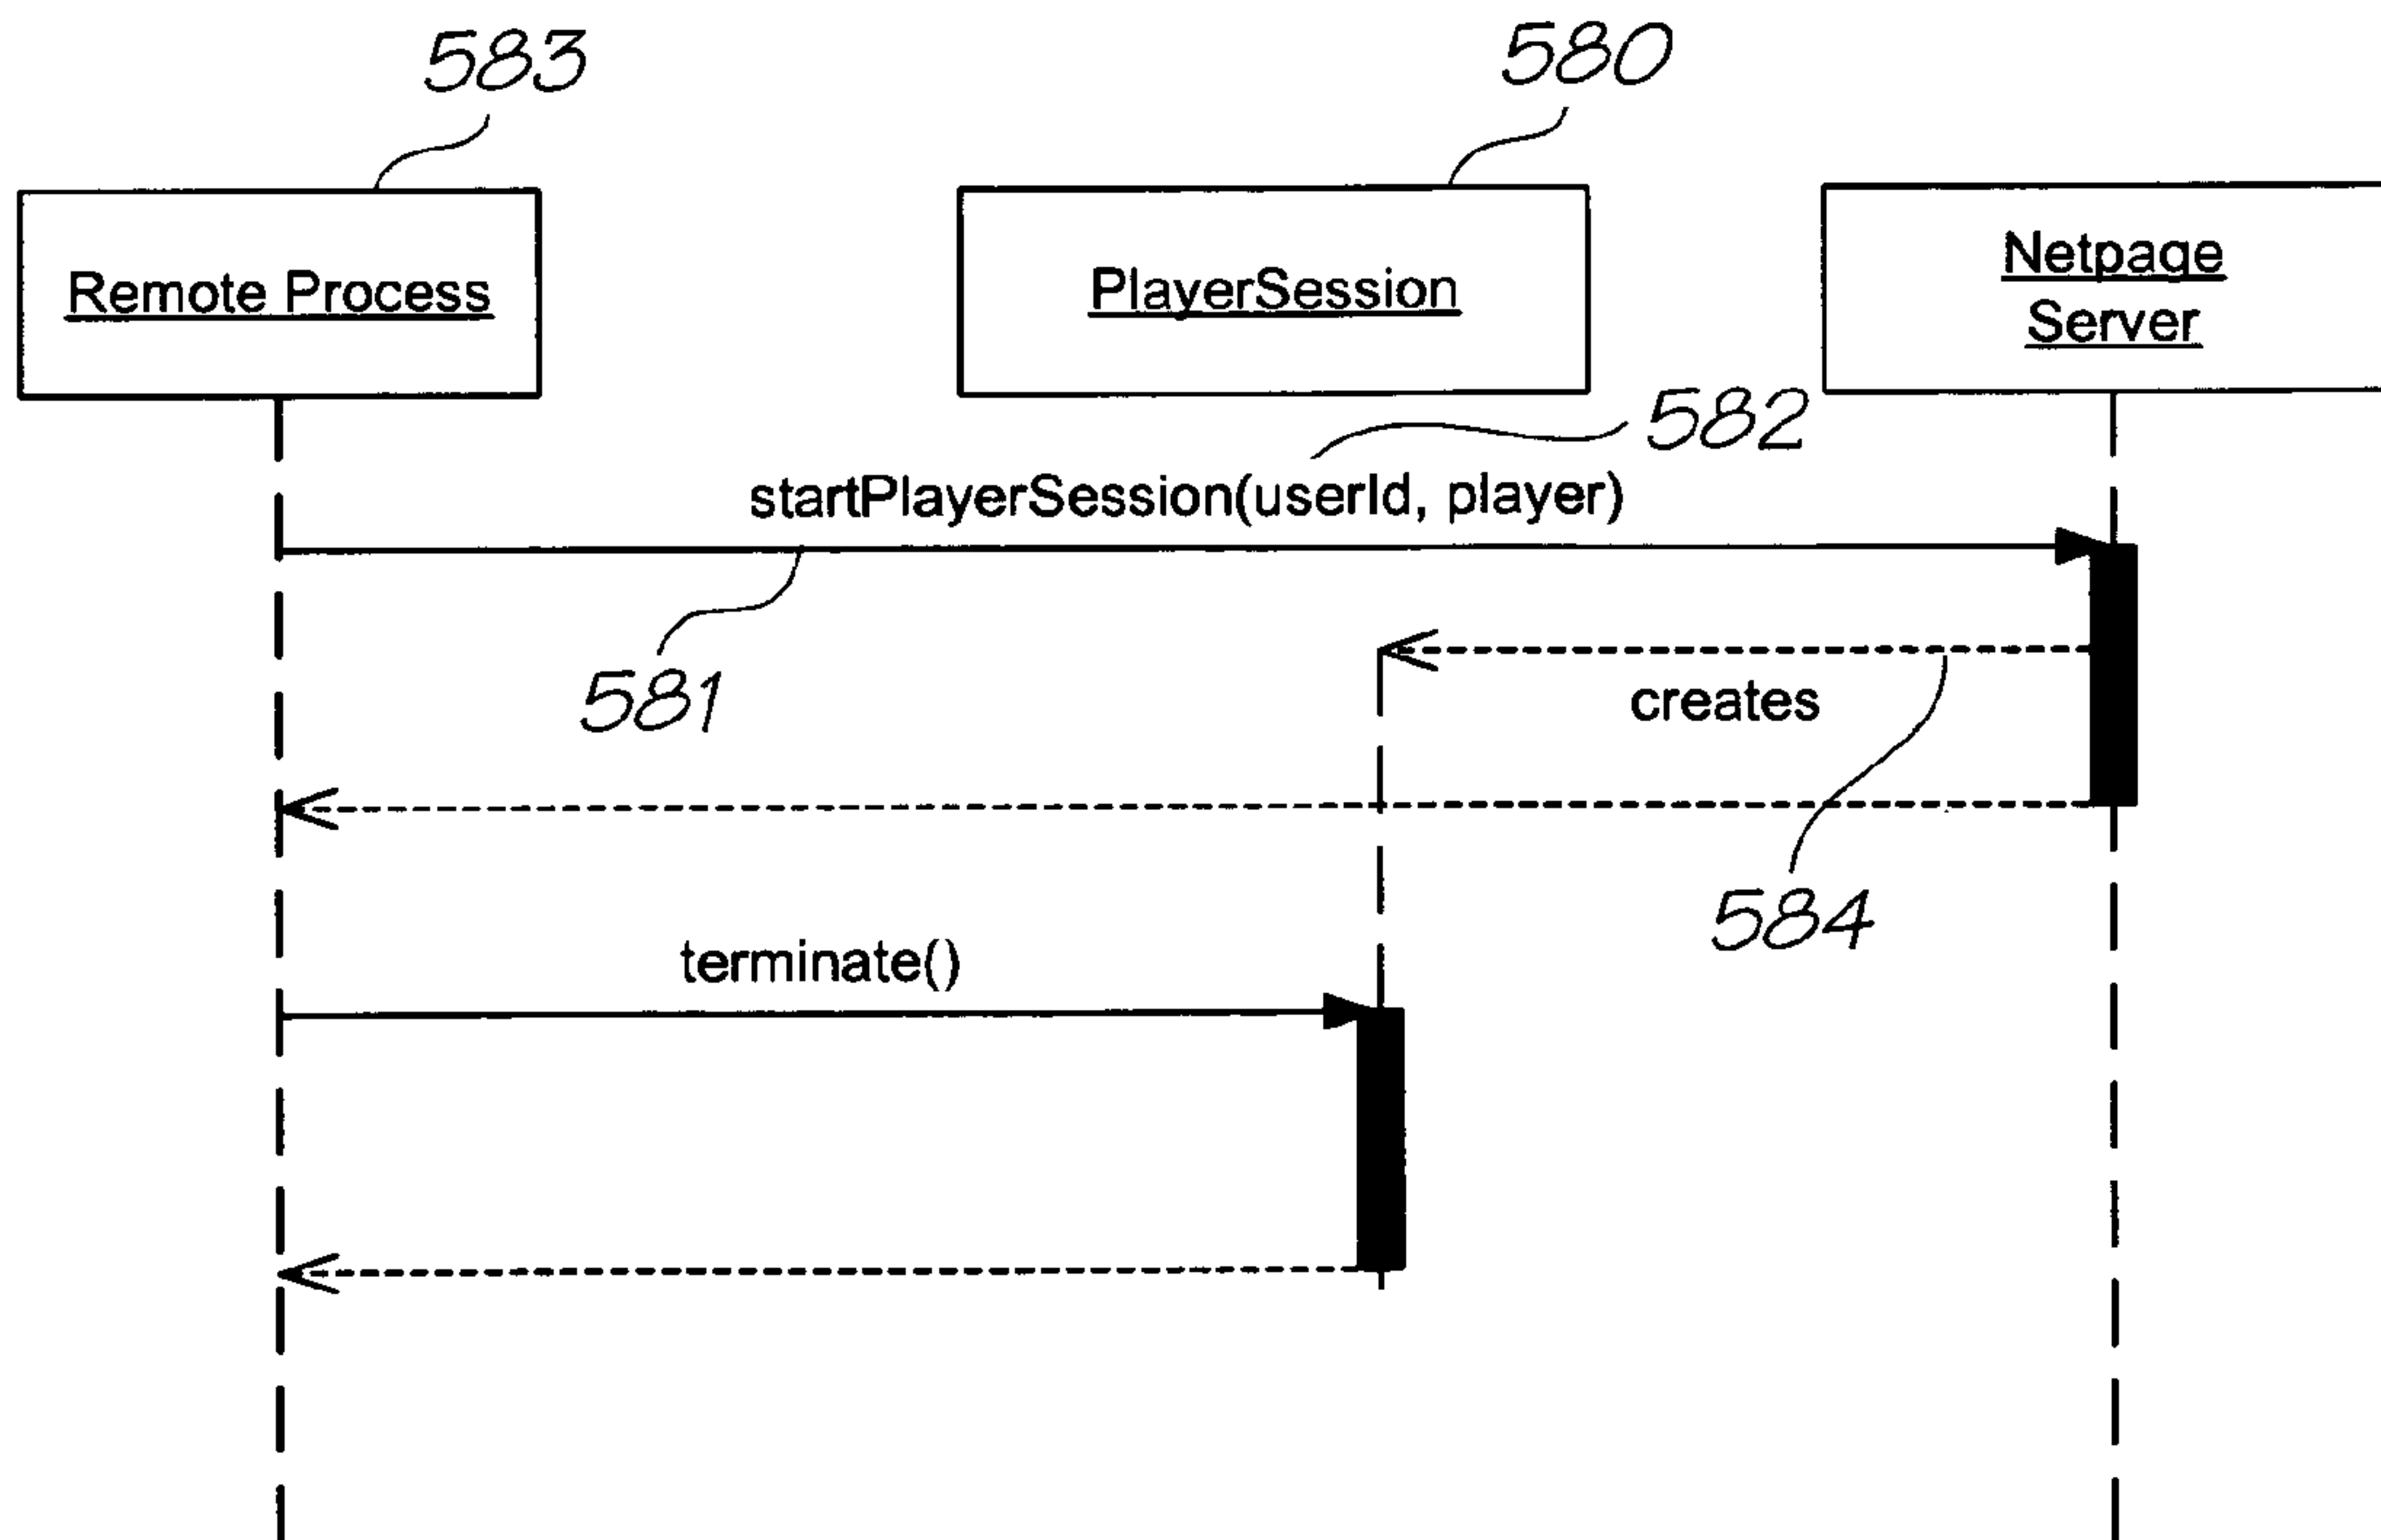 583
580
Remote Process
PlayerSession
Netpage
Server
582
startPlayerSession(userId, player)
581
creates
584
terminate()